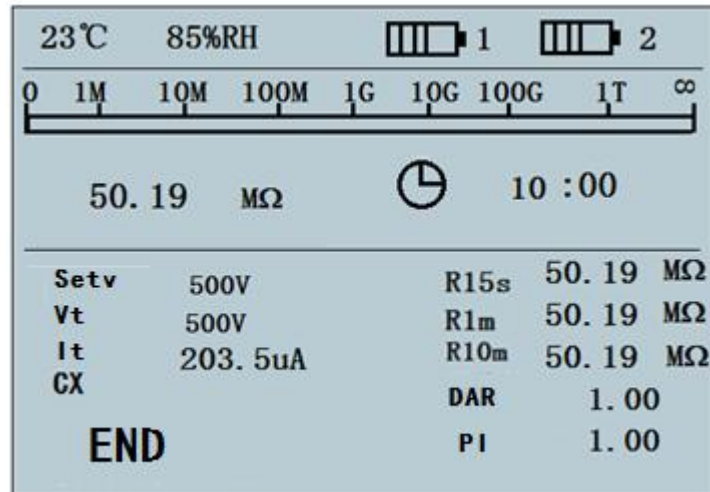 23℃ 85%RH 1 2
0 1M 10M 100M 1G 10G 100G 1T ∞
50.19 MΩ 10:00
Setv 500V R15s 50.19 MΩ
Vt 500V R1m 50.19 MΩ
It 203.5uA R10m 50.19 MΩ
CX DAR 1.00
END PI 1.00